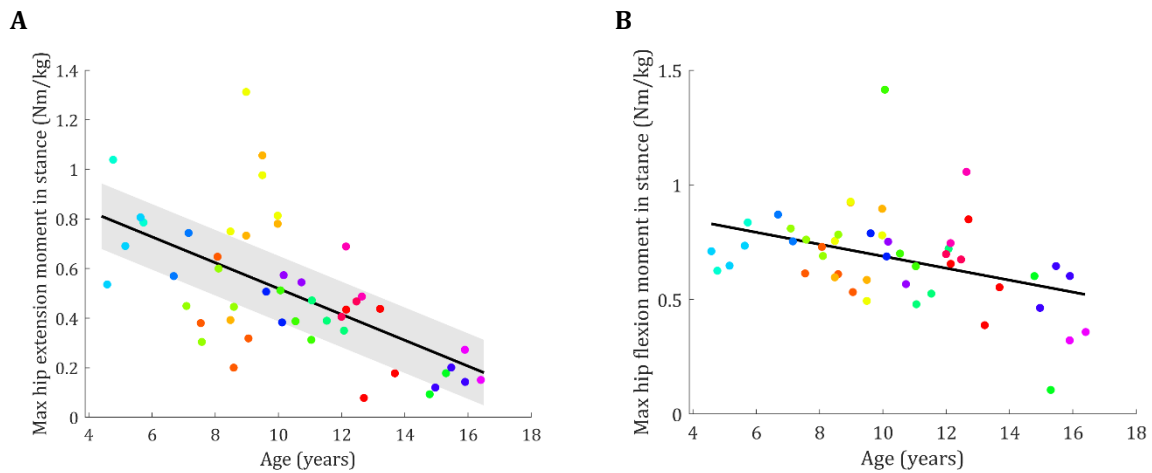 A
B
Max hip extension moment in stance (Nm/kg)
1.4
1.2
1
0.8
0.6
0.4
0.2
0
4 6 8 10 12 14 16 18
Age (years)
Max hip flexion moment in stance (Nm/kg)
1.5
1
0.5
0
4 6 8 10 12 14 16 18
Age (years)